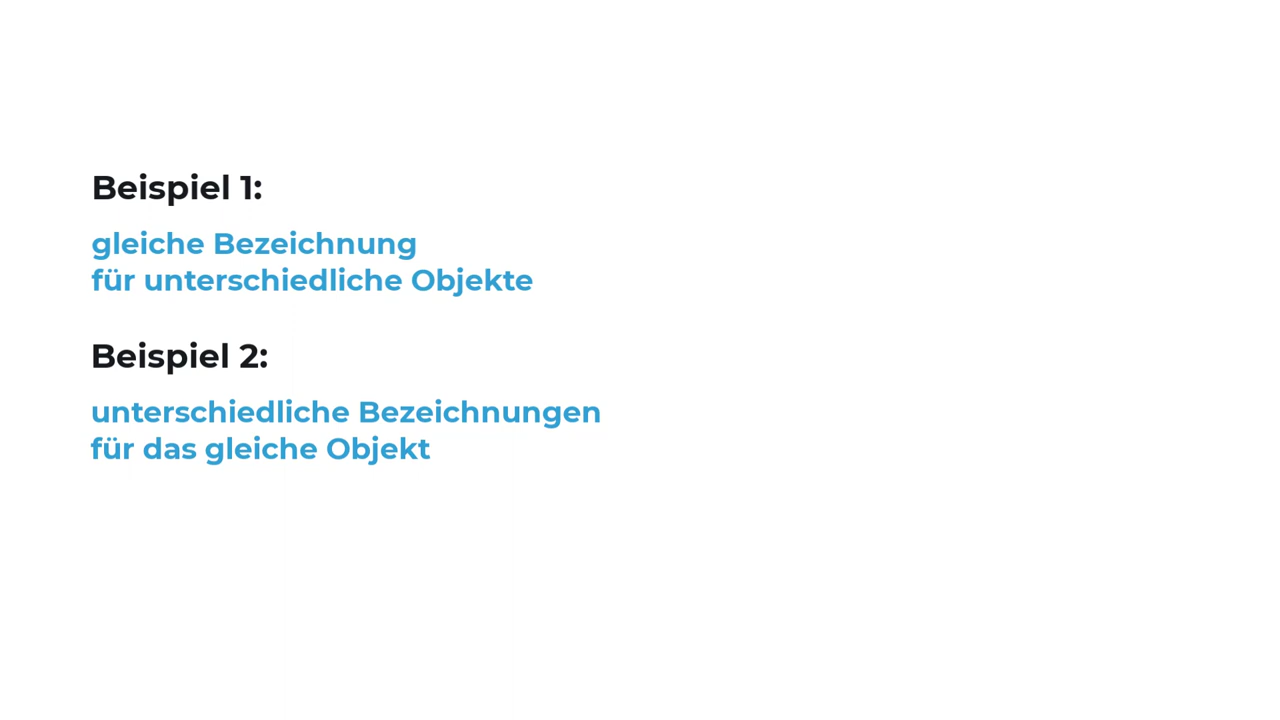 Beispiel 1:
gleiche Bezeichnung
für unterschiedliche Objekte
Beispiel 2:
unterschiedliche Bezeichnungen
für das gleiche Objekt